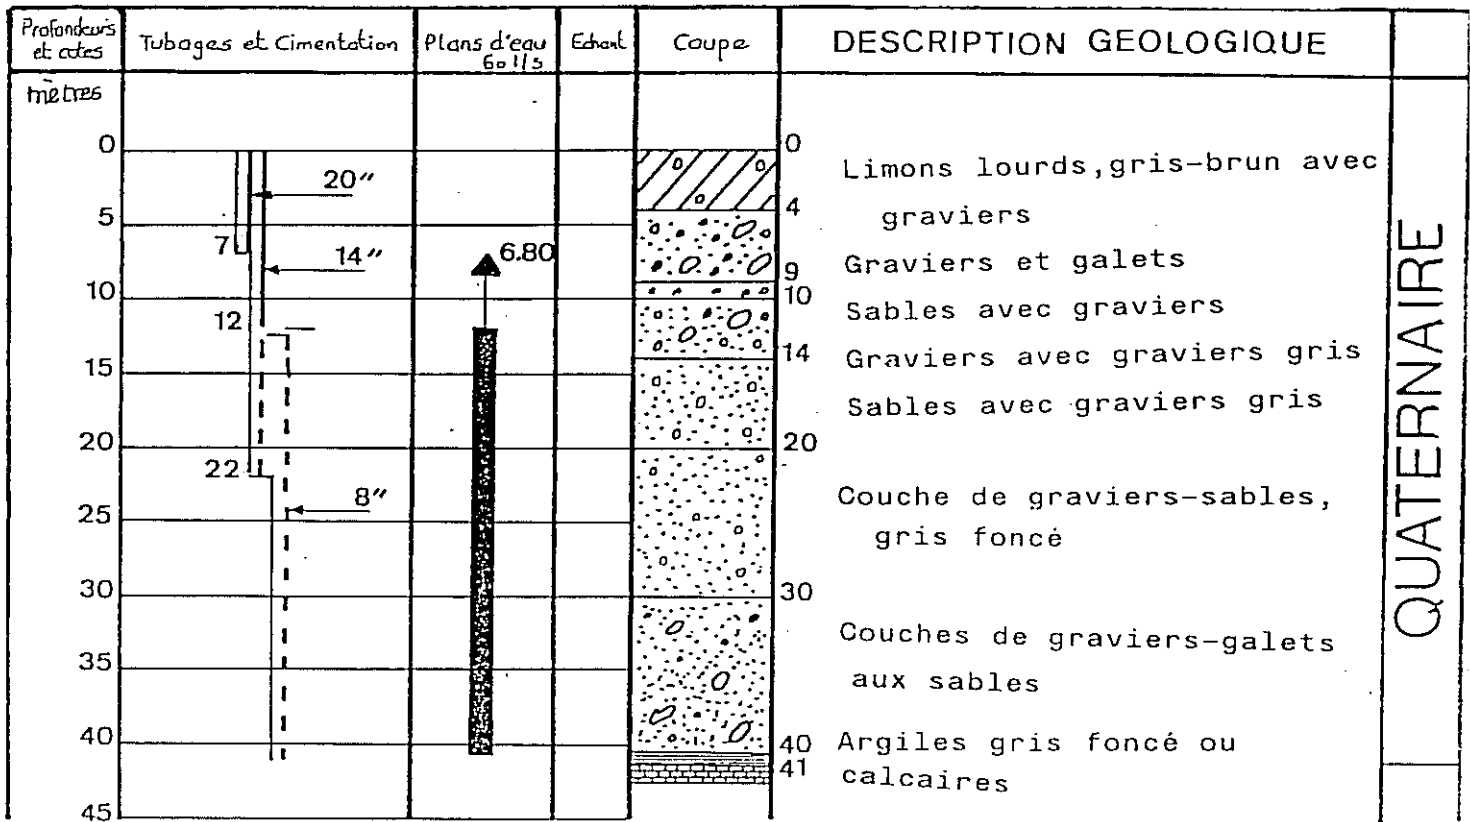 Profondeurs et cotes
Tubages et Cimentation
Plans d'eau
60 l/s
Echant
Coupe
DESCRIPTION GEOLOGIQUE
mètres
0
5
10
15
20
25
30
35
40
45
20"
7
14"
12
22
8"
6.80
0
4
9
10
14
20
30
40
41
Limons lourds, gris-brun avec
graviers
Graviers et galets
Sables avec graviers
Graviers avec graviers gris
Sables avec graviers gris
Couche de graviers-sables,
gris foncé
Couches de graviers-galets
aux sables
Argiles gris foncé ou
calcaires
QUATERNAIRE